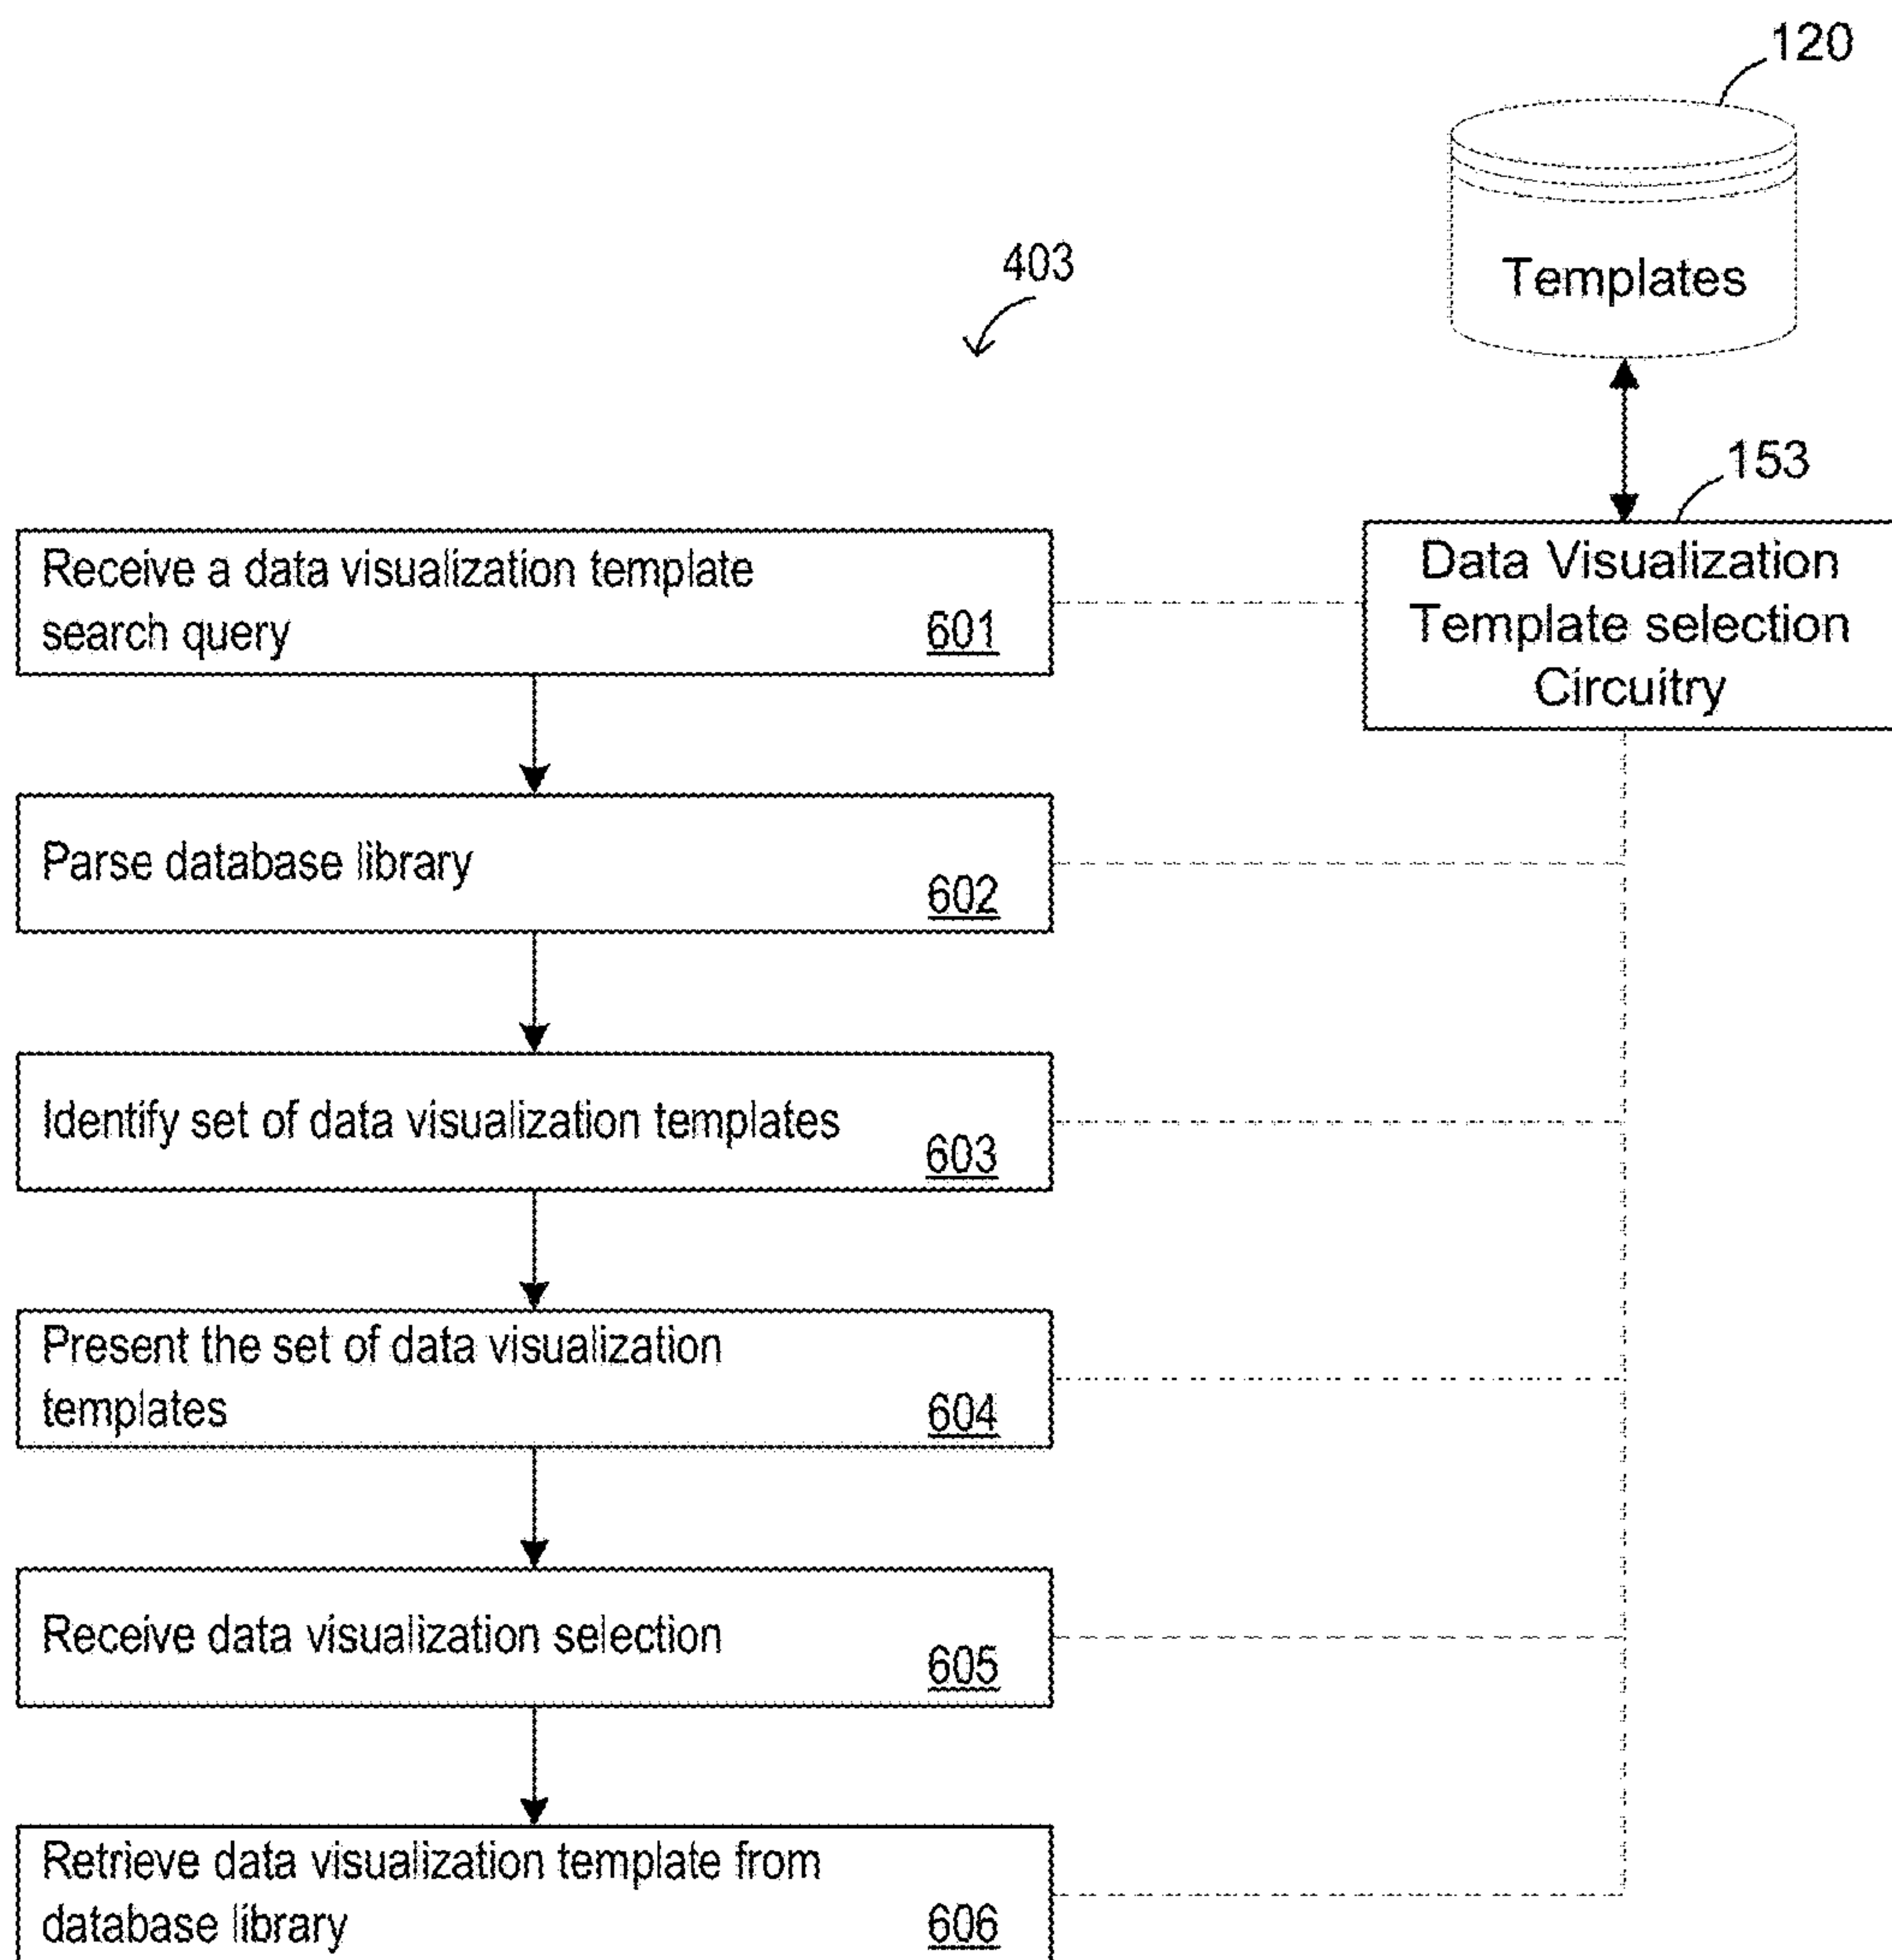 120
Templates
403
153
Data Visualization
Template selection
Circuitry
Receive a data visualization template
search query 601
Parse database library 602
Identify set of data visualization templates 603
Present the set of data visualization
templates 604
Receive data visualization selection 605
Retrieve data visualization template from
database library 606